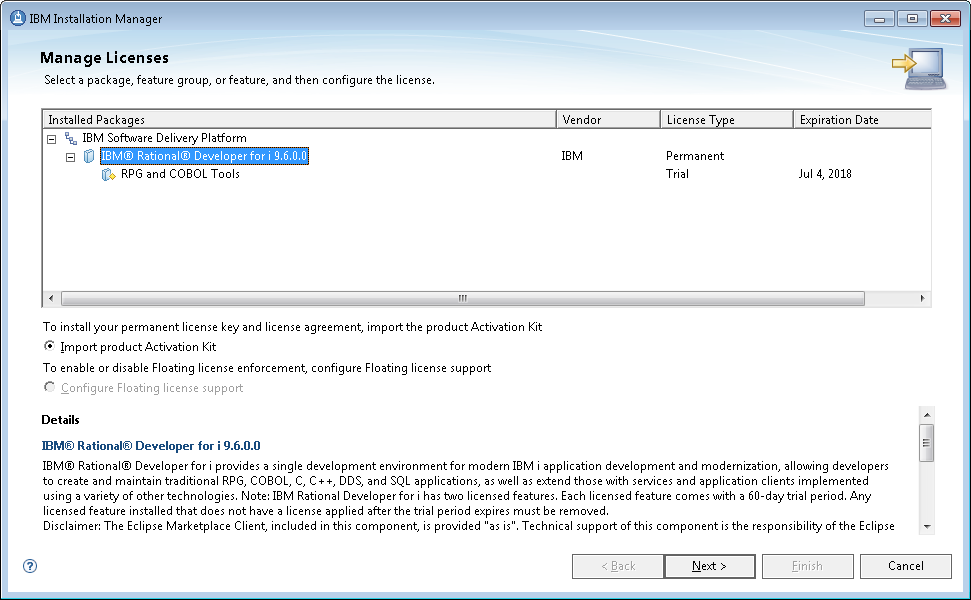 IBM Installation Manager
Manage Licenses
Select a package, feature group, or feature, and then configure the license.
Installed Packages Vendor License Type Expiration Date
IBM Software Delivery Platform
IBM® Rational® Developer for i 9.6.0.0 IBM Permanent
RPG and COBOL Tools Trial Jul 4, 2018
To install your permanent license key and license agreement, import the product Activation Kit
Import product Activation Kit
To enable or disable Floating license enforcement, configure Floating license support
Configure Floating license support
Details
IBM® Rational® Developer for i 9.6.0.0
IBM® Rational® Developer for i provides a single development environment for modern IBM i application development and modernization, allowing developers
to create and maintain traditional RPG, COBOL, C, C++, DDS, and SQL applications, as well as extend those with services and application clients implemented
using a variety of other technologies. Note: IBM Rational Developer for i has two licensed features. Each licensed feature comes with a 60-day trial period. Any
licensed feature installed that does not have a license applied after the trial period expires must be removed.
Disclaimer: The Eclipse Marketplace Client, included in this component, is provided "as is". Technical support of this component is the responsibility of the Eclipse
? < Back Next > Finish Cancel